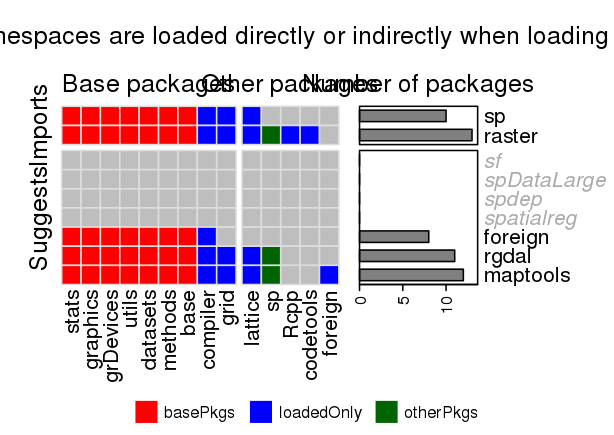 nespaces are loaded directly or indirectly when loading
Base packages
Other packages
Number of packages
Imports
Suggests
sp
raster
sf
spDataLarge
spdep
spatialreg
foreign
rgdal
maptools
stats
graphics
grDevices
utils
datasets
methods
base
compiler
grid
lattice
sp
Rcpp
codetools
foreign
0
5
10
basePkgs
loadedOnly
otherPkgs